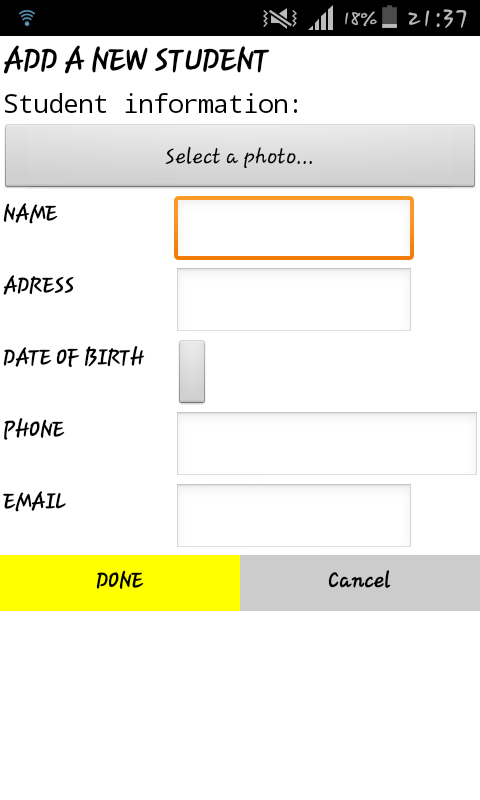 18% 21:37
ADD A NEW STUDENT
Student information:
Select a photo...
NAME
ADRESS
DATE OF BIRTH
PHONE
EMAIL
DONE Cancel